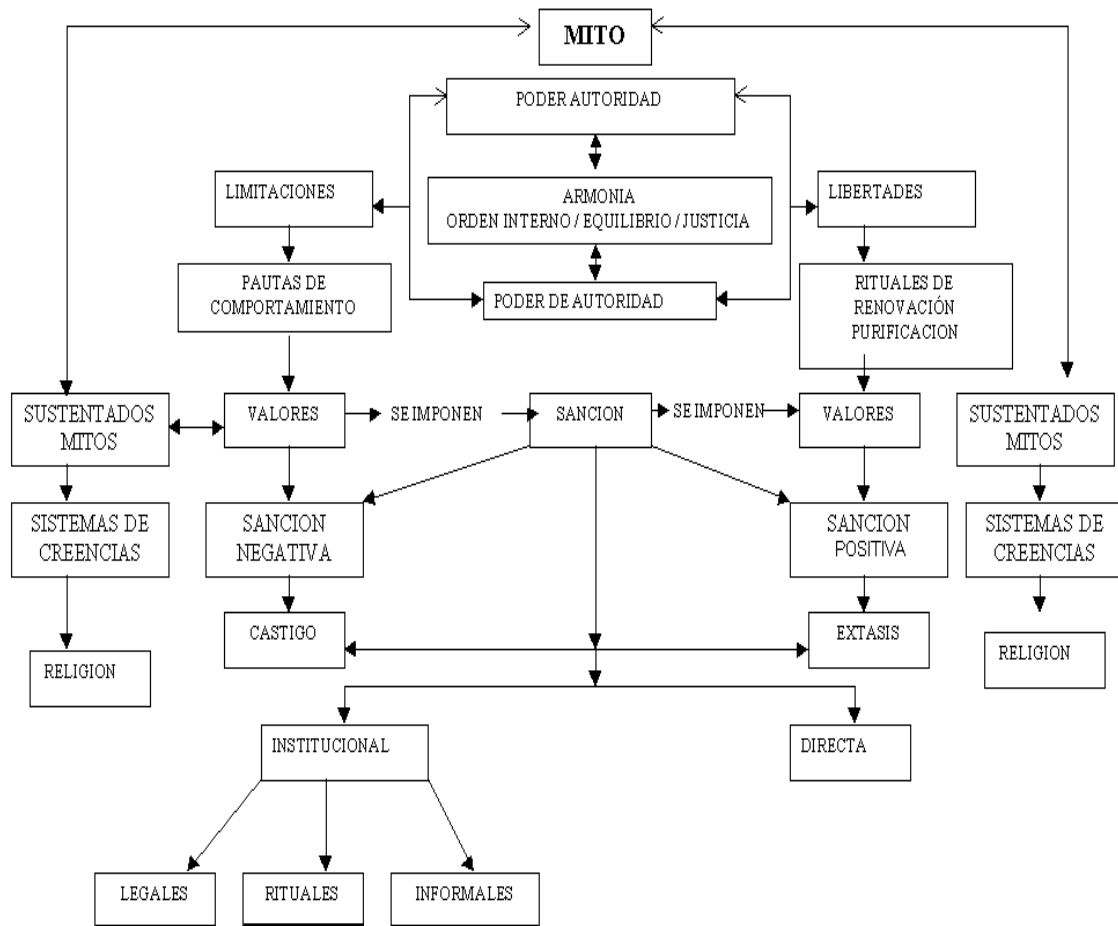 MITO
PODER AUTORIDAD
LIMITACIONES
ARMONIA
ORDEN INTERNO / EQUILIBRIO / JUSTICIA
LIBERTADES
PAUTAS DE
COMPORTAMIENTO
PODER DE AUTORIDAD
RITUALES DE
RENOVACIÓN
PURIFICACION
SUSTENTADOS
MITOS
VALORES
SE IMPONEN
SANCION
SE IMPONEN
VALORES
SUSTENTADOS
MITOS
SISTEMAS DE
CREENCIAS
SANCION
NEGATIVA
SANCION
POSITIVA
SISTEMAS DE
CREENCIAS
CASTIGO
EXTASIS
RELIGION
RELIGION
INSTITUCIONAL
DIRECTA
LEGALES
RITUALES
INFORMALES